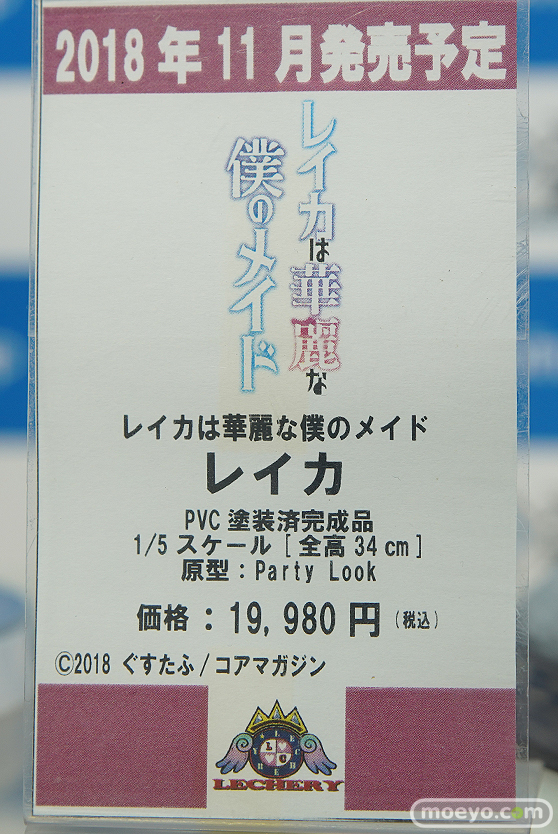 2018年11月発売予定
レイカは華麗な
僕のメイド
レイカは華麗な僕のメイド
レイカ
PVC 塗装済完成品
1/5 スケール [ 全高 34 cm ]
原型：Party Look
価格：19,980円（税込）
©2018 ぐすたふ/コアマガジン
LECHERY
moeyo.com